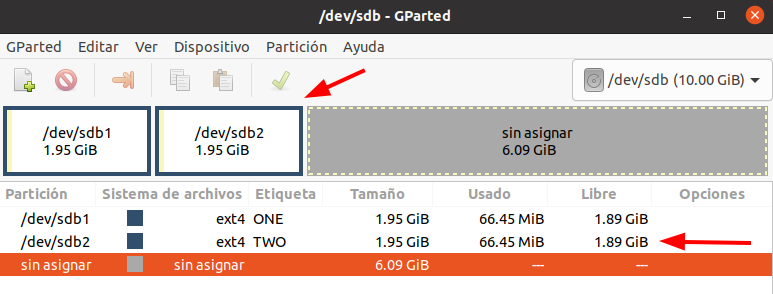 /dev/sdb - GParted
GParted Editar Ver Dispositivo Partición Ayuda
/dev/sdb (10.00 GiB)
/dev/sdb1
1.95 GiB
/dev/sdb2
1.95 GiB
sin asignar
6.09 GiB
Partición Sistema de archivos Etiqueta Tamaño Usado Libre Opciones
/dev/sdb1 ext4 ONE 1.95 GiB 66.45 MiB 1.89 GiB
/dev/sdb2 ext4 TWO 1.95 GiB 66.45 MiB 1.89 GiB
sin asignar sin asignar 6.09 GiB --- ---